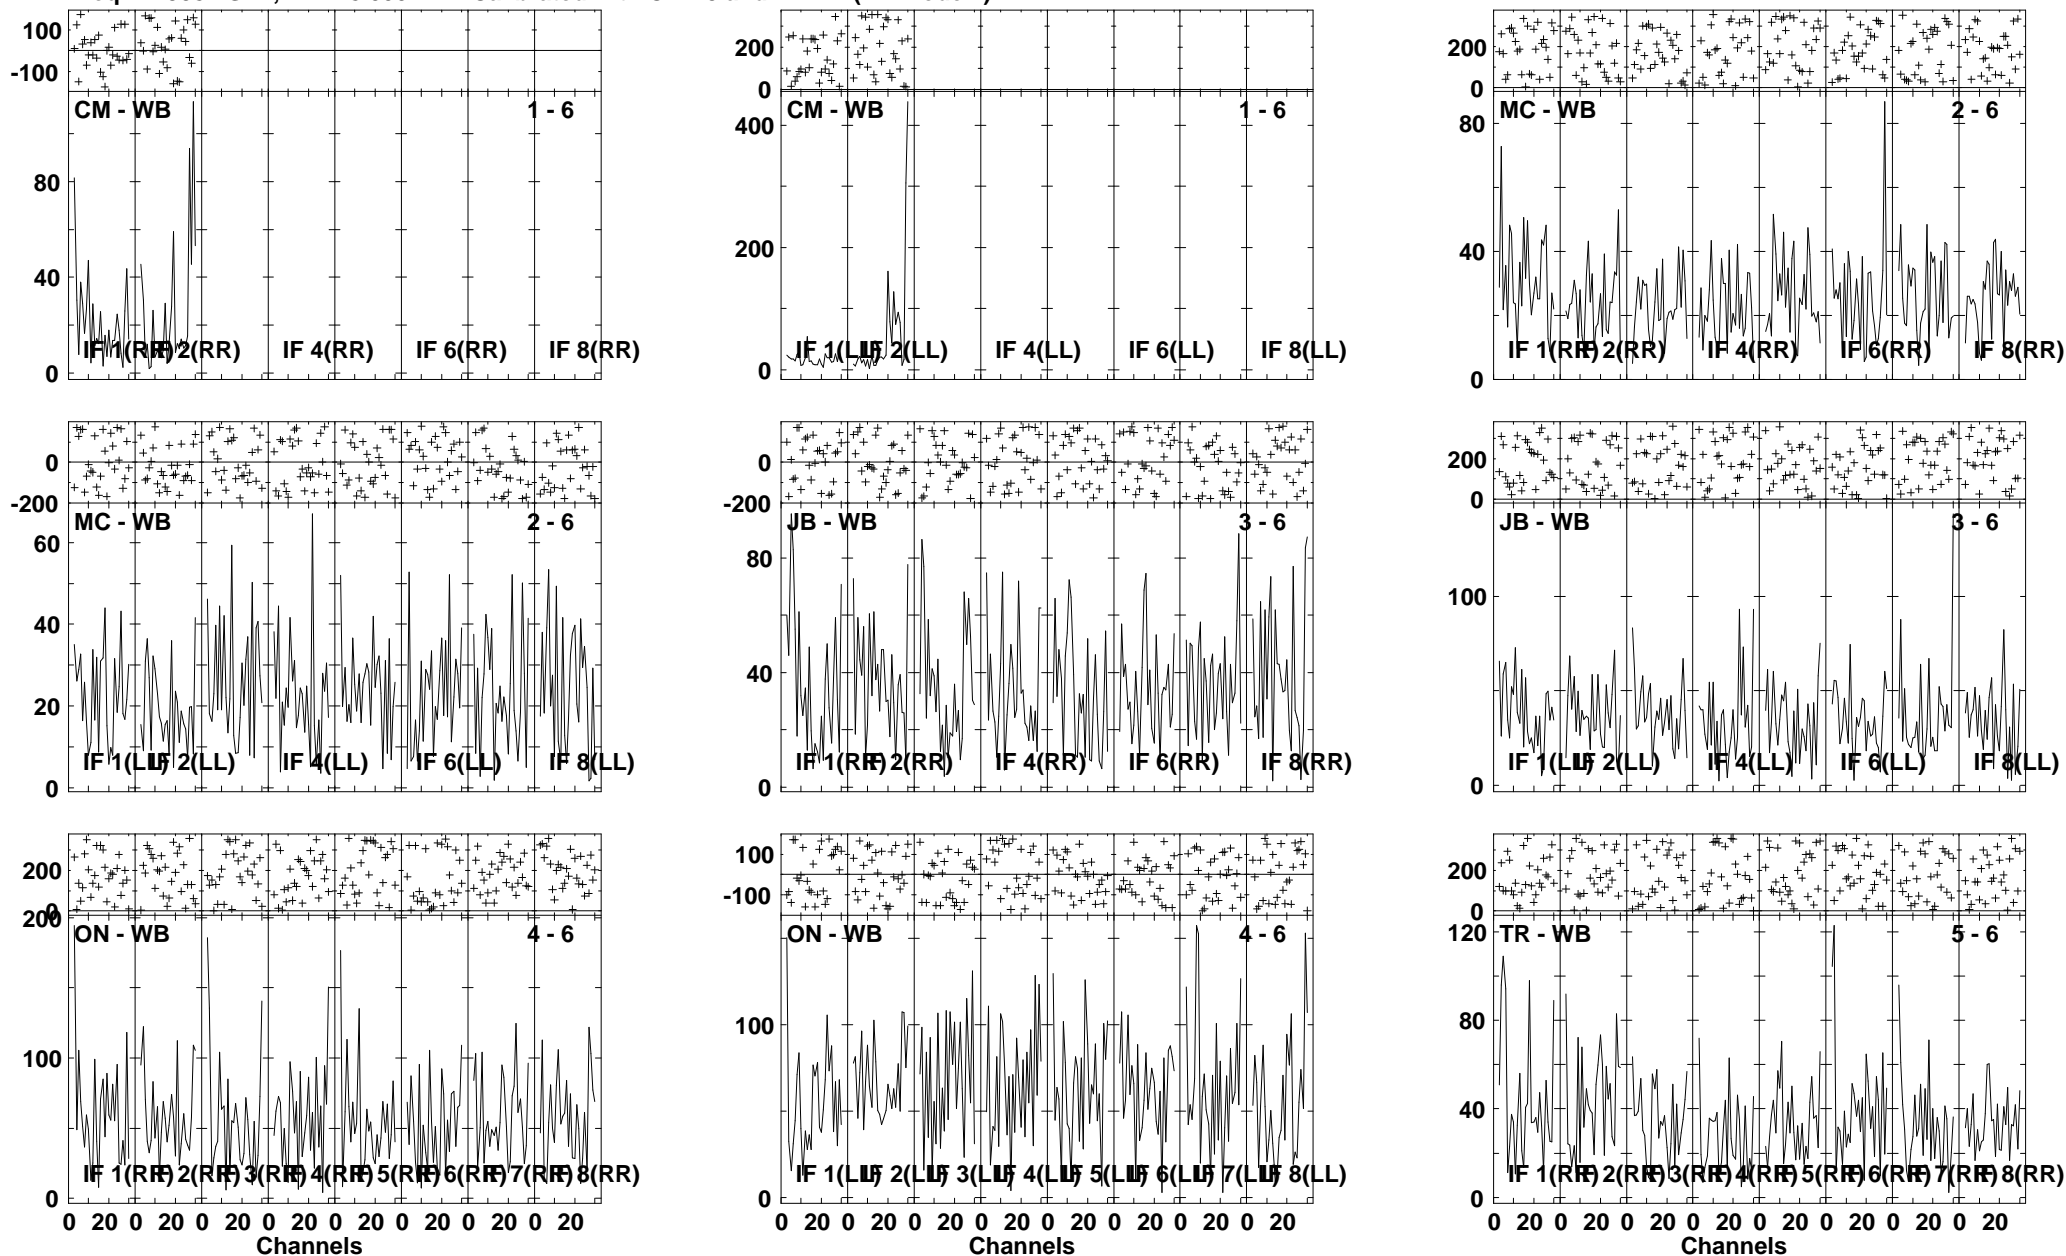 100
-100
CM - WB 1 - 6
80
40
0
IF 1(RR) IF 2(RR) IF 4(RR) IF 6(RR) IF 8(RR)
200
0
CM - WB 1 - 6
400
200
0
IF 1(LL) IF 2(LL) IF 4(LL) IF 6(LL) IF 8(LL)
200
0
MC - WB 2 - 6
80
40
0
IF 1(RR) IF 2(RR) IF 4(RR) IF 6(RR) IF 8(RR)
0
-200
MC - WB 2 - 6
60
40
20
0
IF 1(LL) IF 2(LL) IF 4(LL) IF 6(LL) IF 8(LL)
0
-200
JB - WB 3 - 6
80
40
0
IF 1(RR) IF 2(RR) IF 4(RR) IF 6(RR) IF 8(RR)
200
0
JB - WB 3 - 6
100
0
IF 1(LL) IF 2(LL) IF 4(LL) IF 6(LL) IF 8(LL)
200
0
200
ON - WB 4 - 6
100
0
IF 1(RR) IF 2(RR) IF 3(RR) IF 4(RR) IF 5(RR) IF 6(RR) IF 7(RR) IF 8(RR)
0 20 0 20 0 20 0 20 0 20 0 20 0 20 0 20
Channels
100
-100
ON - WB 4 - 6
100
0
IF 1(LL) IF 2(LL) IF 3(LL) IF 4(LL) IF 5(LL) IF 6(LL) IF 7(LL) IF 8(LL)
0 20 0 20 0 20 0 20 0 20 0 20 0 20 0 20
Channels
200
0
TR - WB 5 - 6
120
80
40
0
IF 1(RR) IF 2(RR) IF 3(RR) IF 4(RR) IF 5(RR) IF 6(RR) IF 7(RR) IF 8(RR)
0 20 0 20 0 20 0 20 0 20 0 20 0 20 0 20
Channels